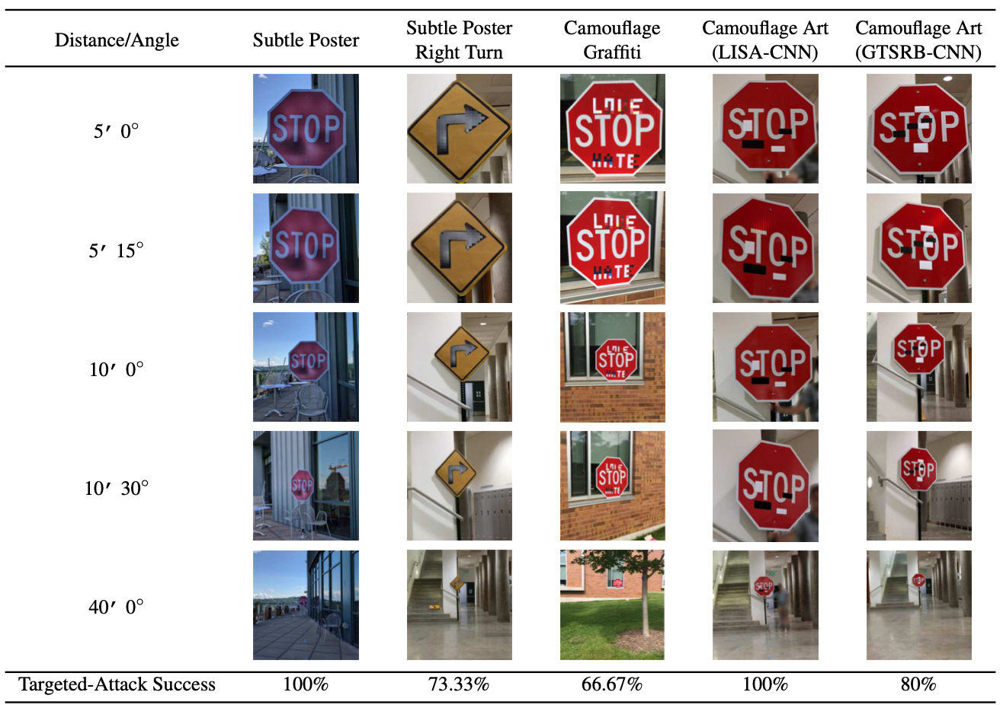 Distance/Angle Subtle Poster Subtle Poster Right Turn Camouflage Graffiti Camouflage Art (LISA-CNN) Camouflage Art (GTSRB-CNN)
5′ 0°
STOP
LOVE
STOP
HATE
STOP
STOP
5′ 15°
STOP
LOVE
STOP
HATE
STOP
STOP
10′ 0°
STOP
LOVE
STOP
HATE
STOP
STOP
10′ 30°
STOP
LOVE
STOP
HATE
STOP
STOP
40′ 0°
STOP
STOP
Targeted-Attack Success 100% 73.33% 66.67% 100% 80%